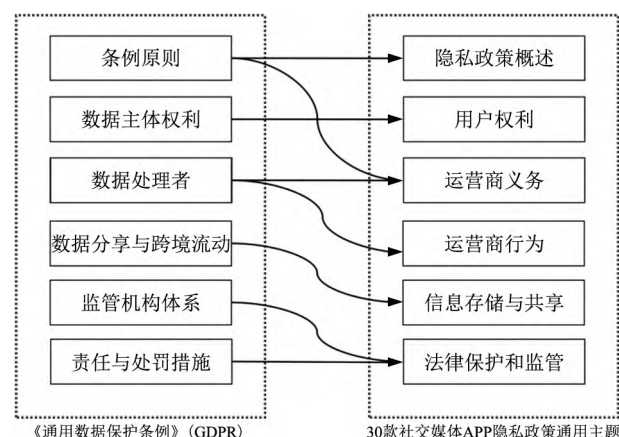 条例原则
数据主体权利
数据处理者
数据分享与跨境流动
监管机构体系
责任与处罚措施
《通用数据保护条例》(GDPR)
隐私政策概述
用户权利
运营商义务
运营商行为
信息存储与共享
法律保护和监管
30款社交媒体APP隐私政策通用主题